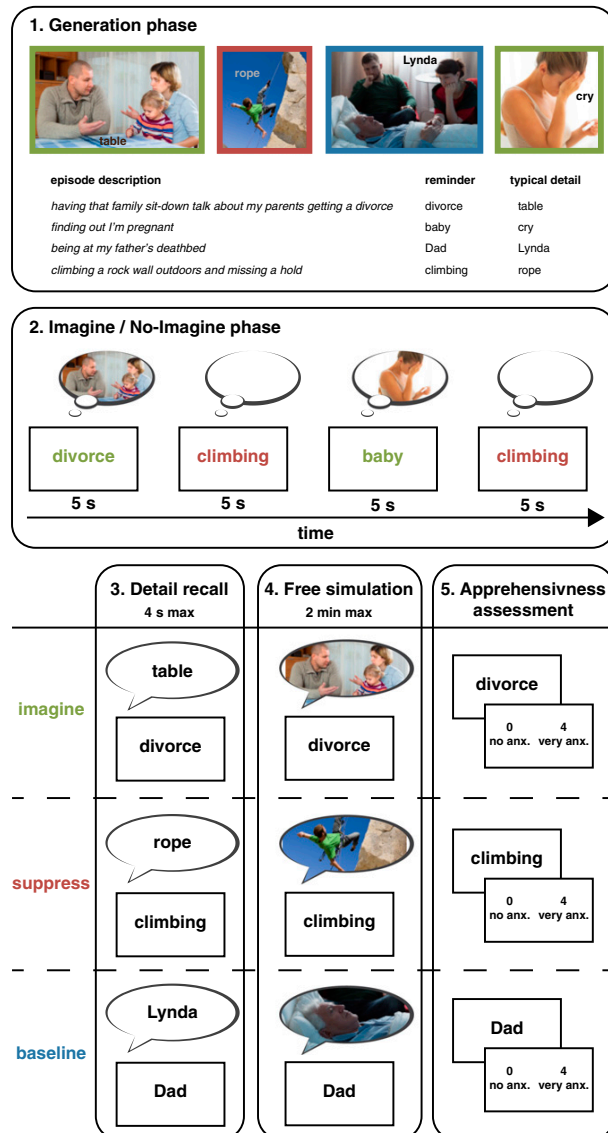 1. Generation phase
table
rope
Lynda
cry
episode description reminder typical detail
having that family sit-down talk about my parents getting a divorce divorce table
finding out I'm pregnant baby cry
being at my father's deathbed Dad Lynda
climbing a rock wall outdoors and missing a hold climbing rope
2. Imagine / No-Imagine phase
divorce climbing baby climbing
5 s 5 s 5 s 5 s
time
3. Detail recall 4. Free simulation 5. Apprehensivness
4 s max 2 min max assessment
imagine
table
divorce
divorce
divorce
0 4
no anx. very anx.
suppress
rope
climbing
climbing
climbing
0 4
no anx. very anx.
baseline
Lynda
Dad
Dad
Dad
0 4
no anx. very anx.